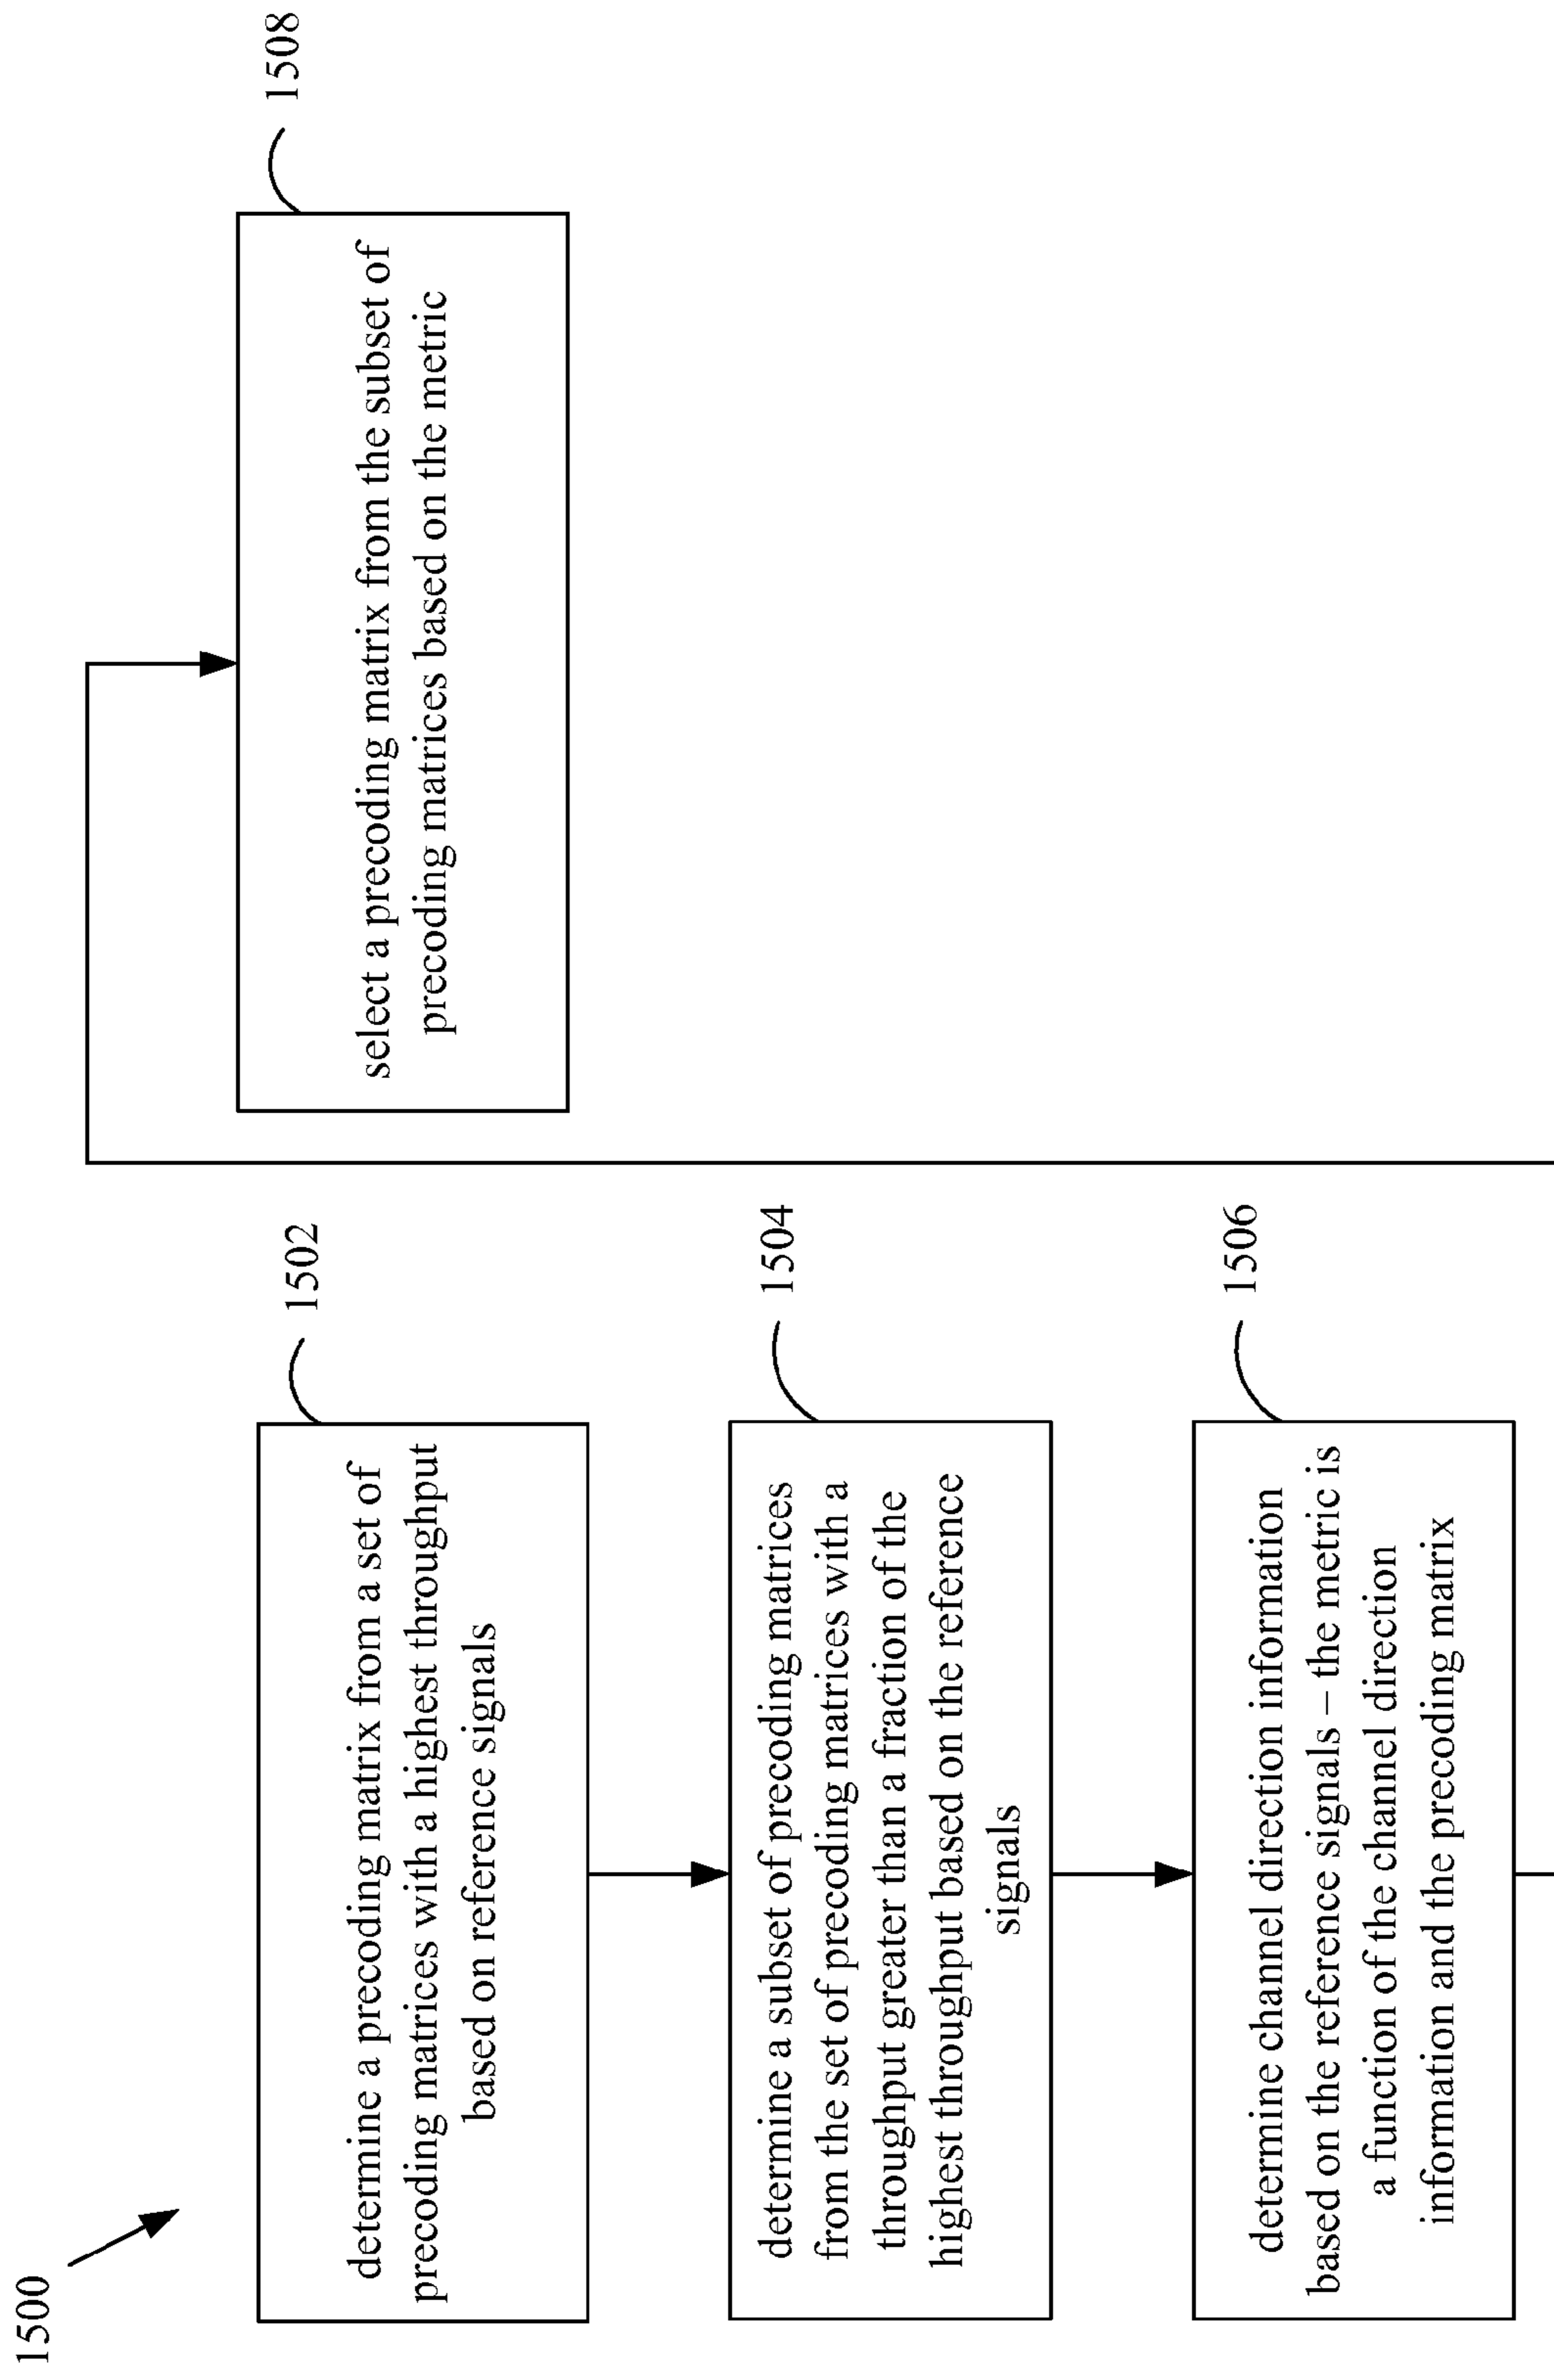 1500
determine a precoding matrix from a set of
precoding matrices with a highest throughput
based on reference signals
1502
determine a subset of precoding matrices
from the set of precoding matrices with a
throughput greater than a fraction of the
highest throughput based on the reference
signals
1504
determine channel direction information
based on the reference signals – the metric is
a function of the channel direction
information and the precoding matrix
1506
select a precoding matrix from the subset of
precoding matrices based on the metric
1508